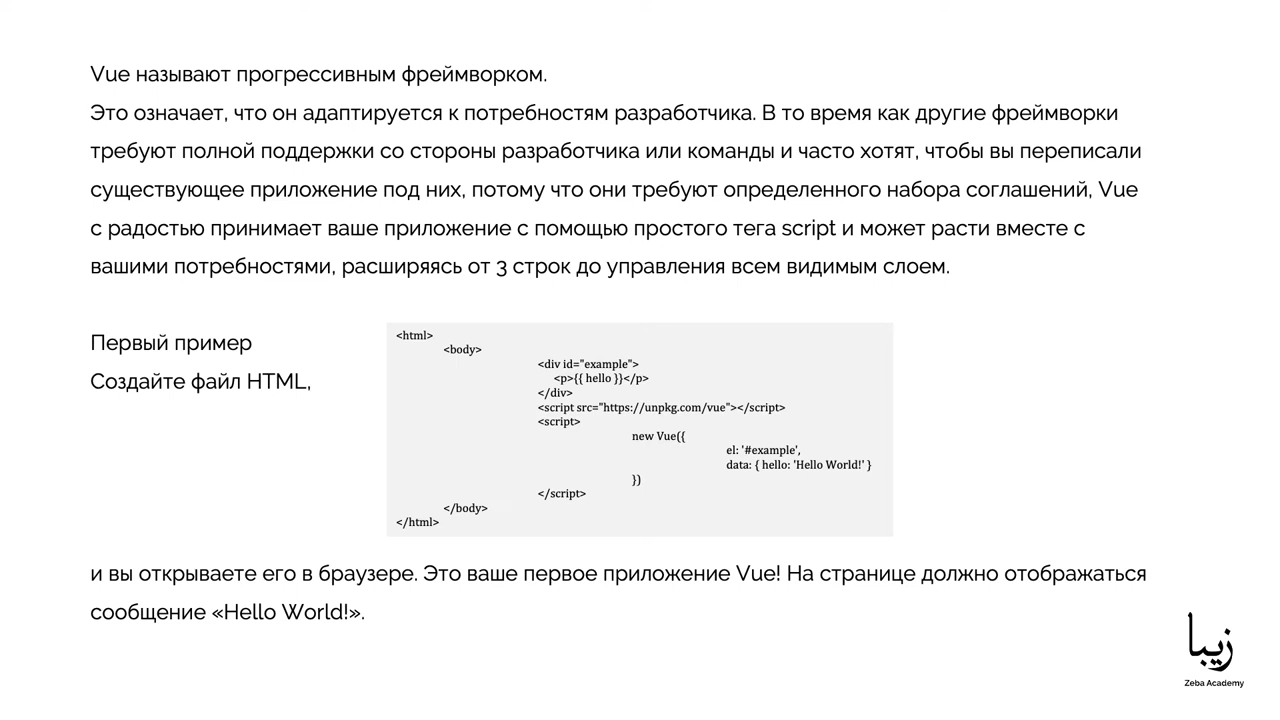 Vue называют прогрессивным фреймворком.
Это означает, что он адаптируется к потребностям разработчика. В то время как другие фреймворки
требуют полной поддержки со стороны разработчика или команды и часто хотят, чтобы вы переписали
существующее приложение под них, потому что они требуют определенного набора соглашений, Vue
с радостью принимает ваше приложение с помощью простого тега script и может расти вместе с
вашими потребностями, расширяясь от 3 строк до управления всем видимым слоем.
Первый пример
Создайте файл HTML,
<html>
<body>
<div id="example">
<p>{{ hello }}</p>
</div>
<script src="https://unpkg.com/vue"></script>
<script>
new Vue({
el: '#example',
data: { hello: 'Hello World!' }
})
</script>
</body>
</html>
и вы открываете его в браузере. Это ваше первое приложение Vue! На странице должно отображаться
сообщение «Hello World!».
زیبا
Zeba Academy